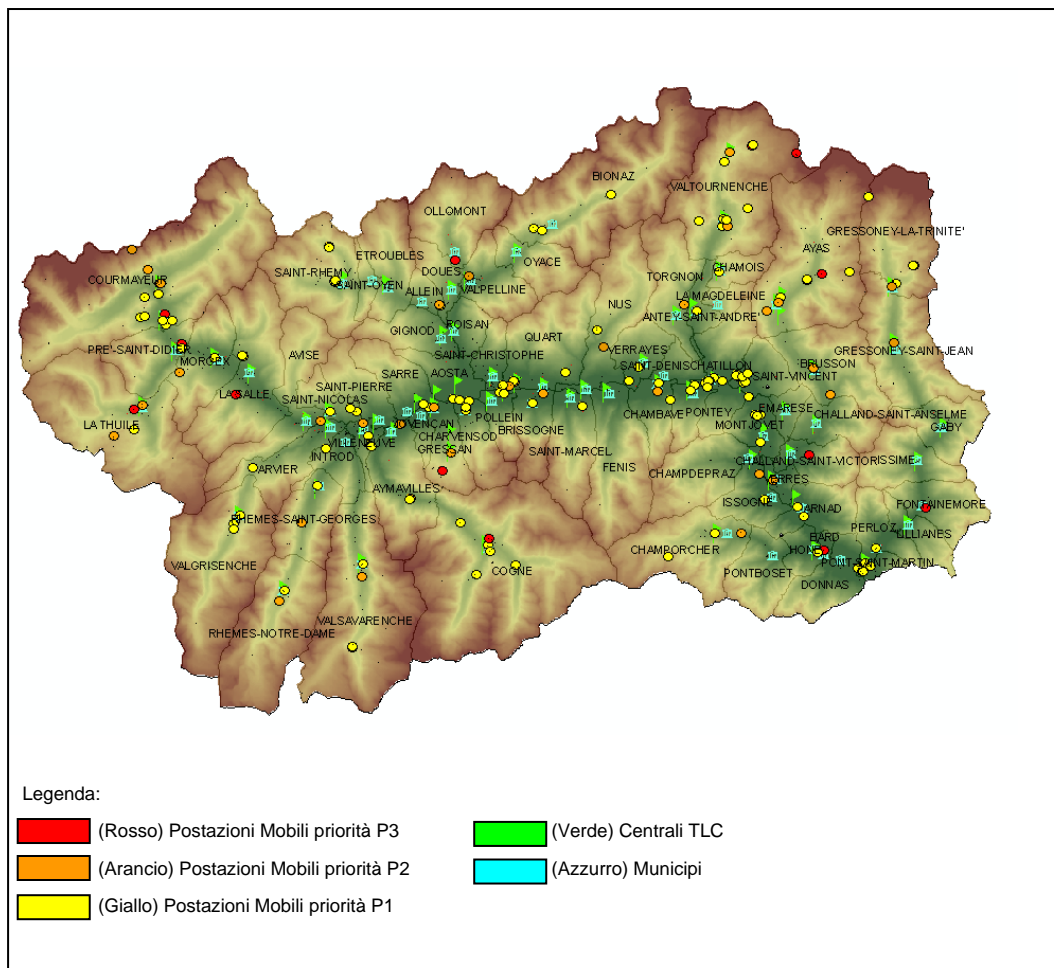 BIONAZ
VALTOURNENCHE
OLLOMONT
GRESSONEY-LA-TRINITE'
ETROUBLES
OYACE
AYAS
COURMAYEUR
SAINT-RHEMY
DOUES
CHAMOIS
SAINT-OYEN
TORGNON
ALLEIN
VALPELLINE
LA MAGDELEINE
NUS
ANTEY-SAINT-ANDRE'
GIGNOD
ROISAN
QUART
PRE'-SAINT-DIDIER
AVISE
SAINT-CHRISTOPHE
VERRAYES
GRESSONEY-SAINT-JEAN
MORGEX
SARRE
AOSTA
SAINT-DENIS
CHATILLON
BRUSSON
SAINT-PIERRE
SAINT-VINCENT
LA SALLE
SAINT-NICOLAS
EMARESE
LA THUILE
POLLEIN
CHAMBAVE
PONTEY
CHALLAND-SAINT-ANSELME
JOVENÇAN
BRISSOGNE
MONTJOVET
GABY
VILLENEUVE
CHARVENSOD
GRESSAN
SAINT-MARCEL
INTROD
CHALLAND-SAINT-VICTOR
ISSIME
ARVIER
FENIS
CHAMPDEPRAZ
VERRES
AYMAVILLES
ISSOGNE
FONTAINEMORE
ARNAD
RHEMES-SAINT-GEORGES
PERLOZ
LILLIANES
BARD
CHAMPORCHER
HONE
VALGRISENCHE
PONT-SAINT-MARTIN
COGNE
PONTBOSET
DONNAS
VALSAVARENCHE
RHEMES-NOTRE-DAME
Legenda:
(Rosso) Postazioni Mobili priorità P3
(Verde) Centrali TLC
(Arancio) Postazioni Mobili priorità P2
(Azzurro) Municipi
(Giallo) Postazioni Mobili priorità P1